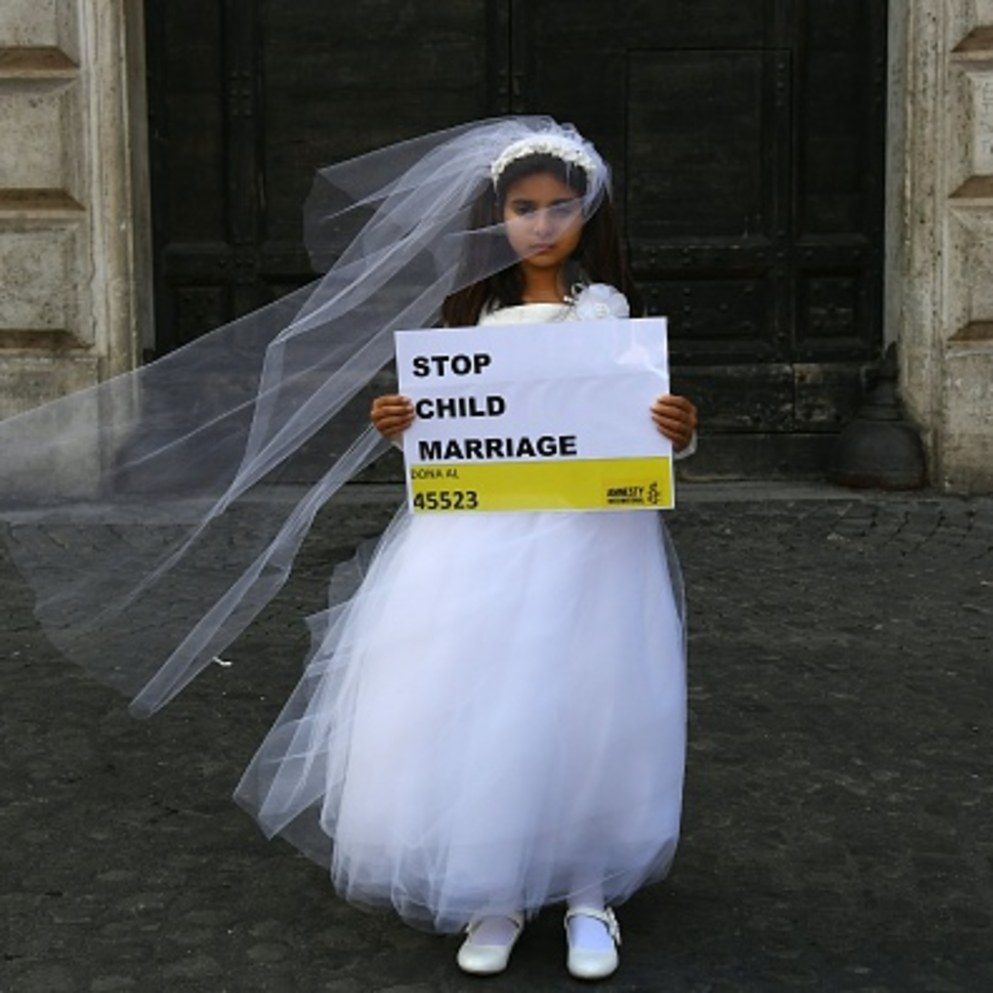 STOP
CHILD
MARRIAGE
DONA AL
45523
AMNESTY
INTERNATIONAL